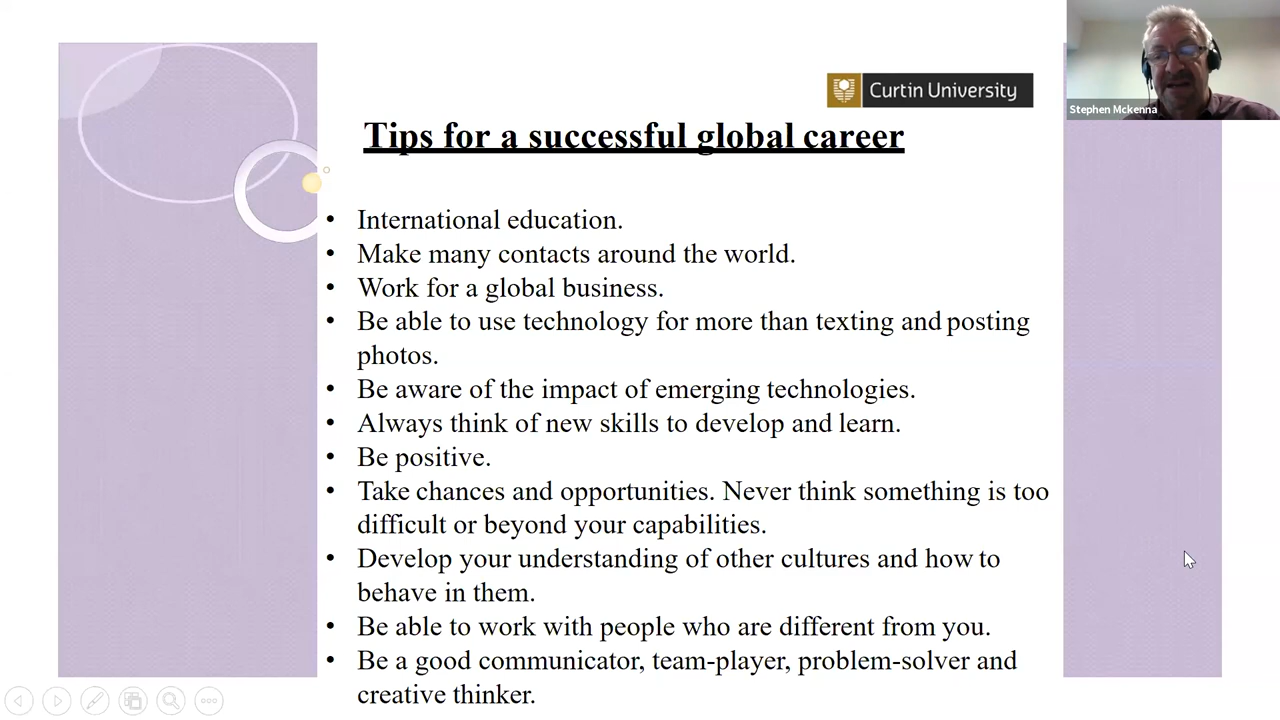 Curtin University
Stephen Mckenna
Tips for a successful global career
• International education.
• Make many contacts around the world.
• Work for a global business.
• Be able to use technology for more than texting and posting
photos.
• Be aware of the impact of emerging technologies.
• Always think of new skills to develop and learn.
• Be positive.
• Take chances and opportunities. Never think something is too
difficult or beyond your capabilities.
• Develop your understanding of other cultures and how to
behave in them.
• Be able to work with people who are different from you.
• Be a good communicator, team-player, problem-solver and
creative thinker.